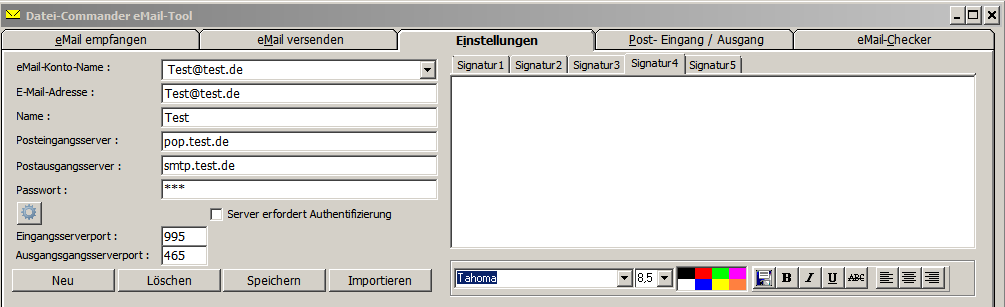 Datei-Commander eMail-Tool
eMail empfangen
eMail versenden
Einstellungen
Post- Eingang / Ausgang
eMail-Checker
eMail-Konto-Name :
Test@test.de
E-Mail-Adresse :
Test@test.de
Name :
Test
Posteingangsserver :
pop.test.de
Postausgangsserver :
smtp.test.de
Passwort :
***
Server erfordert Authentifizierung
Eingangsserverport :
995
Ausgangsgangsserverport :
465
Neu
Löschen
Speichern
Importieren
Signatur1
Signatur2
Signatur3
Signatur4
Signatur5
Tahoma
8,5
B
I
U
ABC